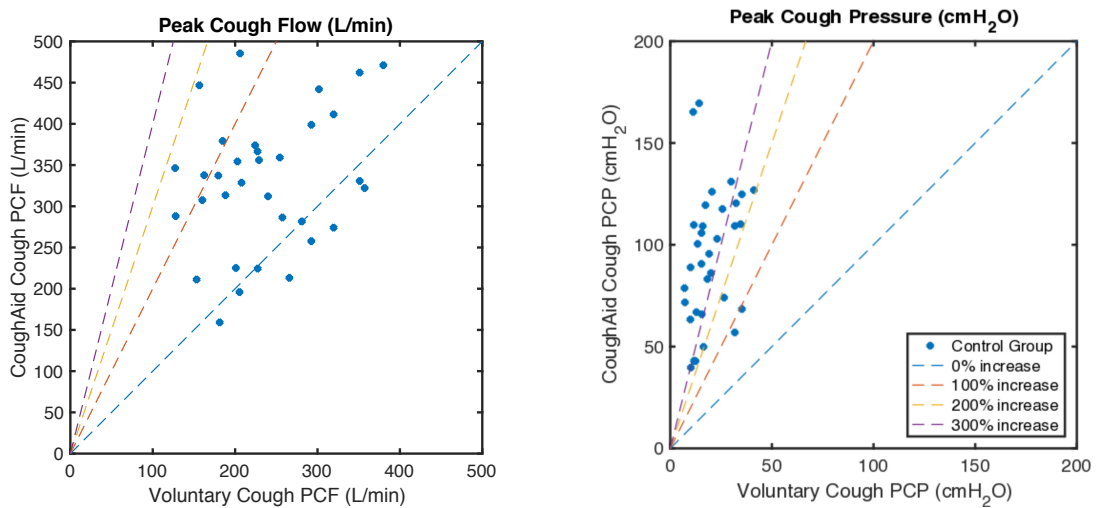 Peak Cough Flow (L/min)
500
450
400
350
300
250
200
150
100
50
0
CoughAid Cough PCF (L/min)
0 100 200 300 400 500
Voluntary Cough PCF (L/min)
Peak Cough Pressure (cmH₂O)
200
150
100
50
0
CoughAid Cough PCP (cmH₂O)
0 50 100 150 200
Voluntary Cough PCP (cmH₂O)
Control Group
0% increase
100% increase
200% increase
300% increase